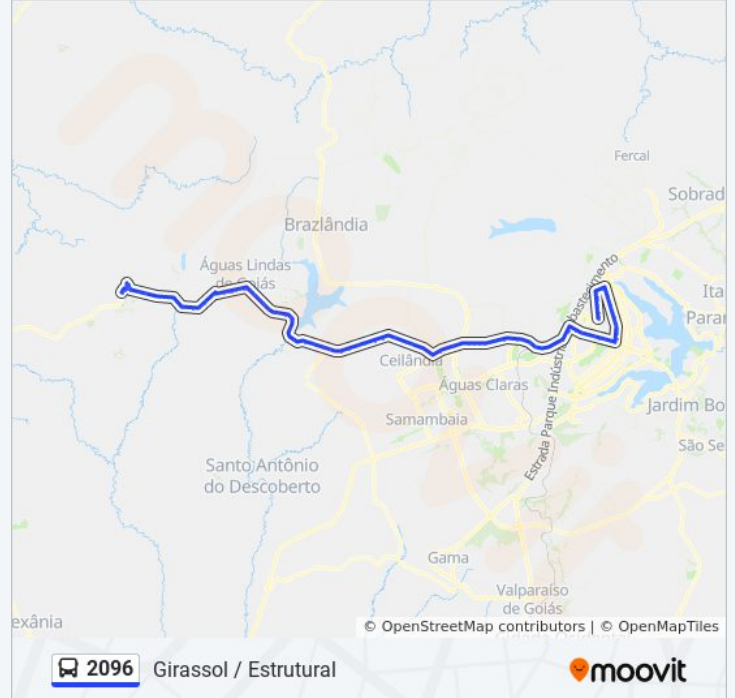 Fercal
Sobrad
Brazlândia
Águas Lindas
de Goiás
Ita
Parar
Estrada Parque Indústria e Abastecimento
Ceilândia
Águas Claras
Samambaia
Jardim Bo
São Se
Santo Antônio
do Descoberto
Gama
Valparaíso
de Goiás
exânia
© OpenStreetMap contributors | © OpenMapTiles
2096 Girassol / Estrutural
moovit